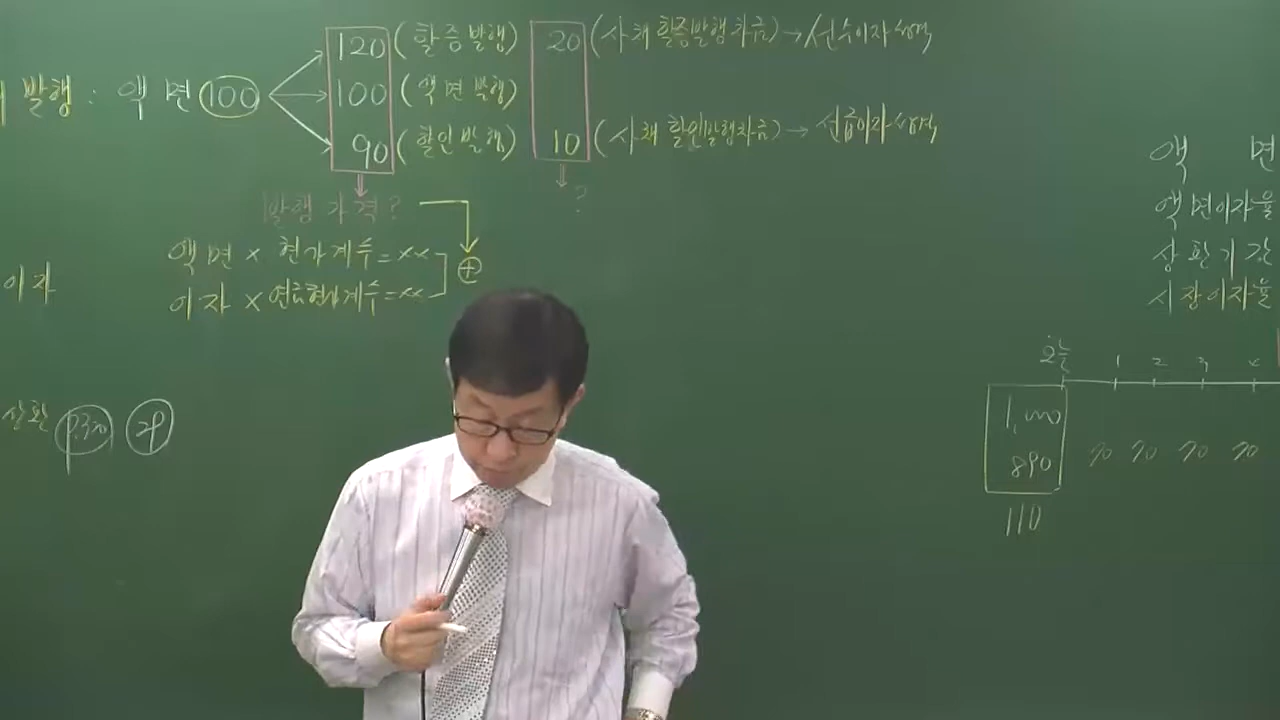 발행 : 액면 100
120 (할증발행) 20 (사채할증발행차금) → 선수이자성격
100 (액면발행)
90 (할인발행) 10 (사채할인발행차금) → 선급이자성격
발행가격? ?
액면 × 현가계수 = ××
이자 × 연금현가계수 = ×× ⊕
이자
상환
액면
액면이자율
상환기간
시장이자율
오늘 1 2 3 4
1,000
890 70 70 70 70
110